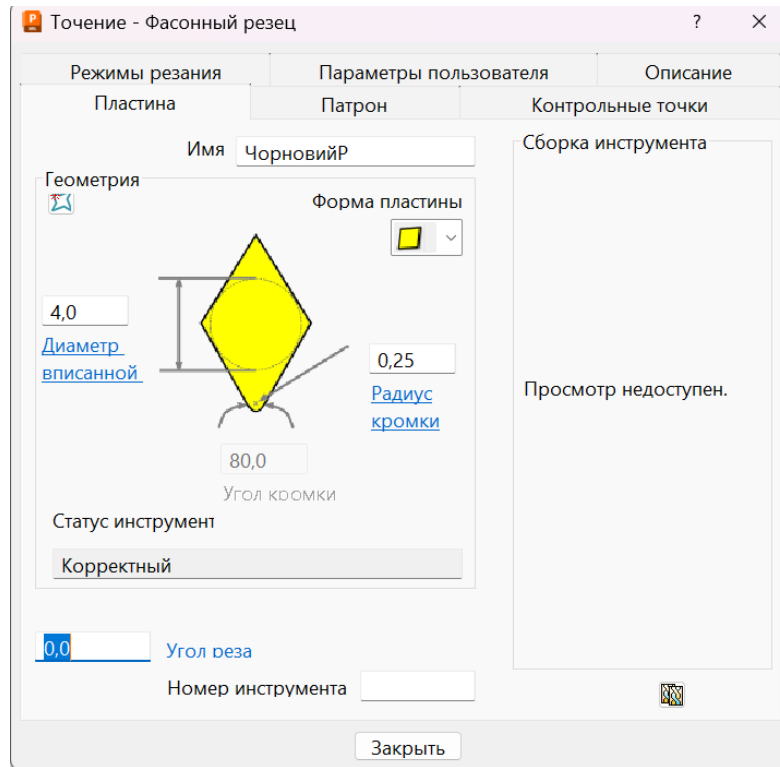 Точение - Фасонный резец
?
Режимы резания
Параметры пользователя
Описание
Пластина
Патрон
Контрольные точки
Имя
ЧорновийР
Сборка инструмента
Геометрия
Форма пластины
4,0
Диаметр
вписанной
0,25
Радиус
кромки
Просмотр недоступен.
80,0
Угол кромки
Статус инструмент
Корректный
0,0
Угол реза
Номер инструмента
Закрыть